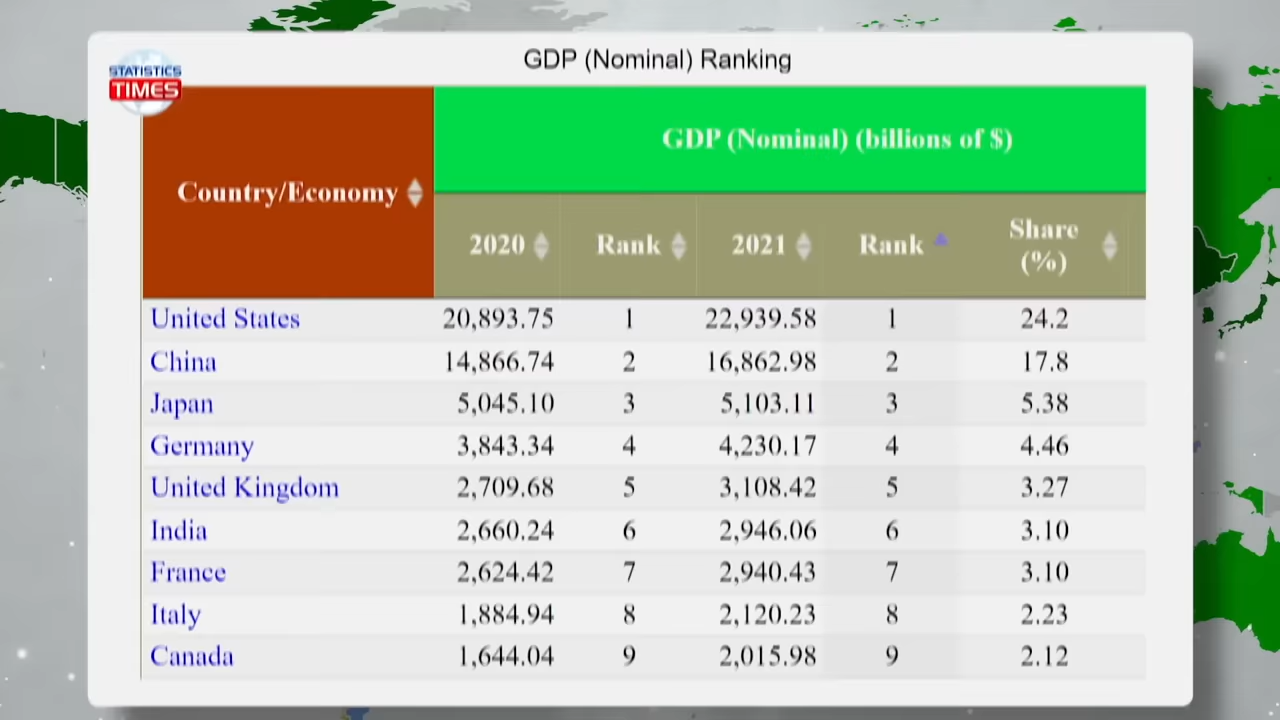 GDP (Nominal) Ranking
STATISTICS
TIMES
Country/Economy
GDP (Nominal) (billions of $)
2020 Rank 2021 Rank Share (%)
United States 20,893.75 1 22,939.58 1 24.2
China 14,866.74 2 16,862.98 2 17.8
Japan 5,045.10 3 5,103.11 3 5.38
Germany 3,843.34 4 4,230.17 4 4.46
United Kingdom 2,709.68 5 3,108.42 5 3.27
India 2,660.24 6 2,946.06 6 3.10
France 2,624.42 7 2,940.43 7 3.10
Italy 1,884.94 8 2,120.23 8 2.23
Canada 1,644.04 9 2,015.98 9 2.12